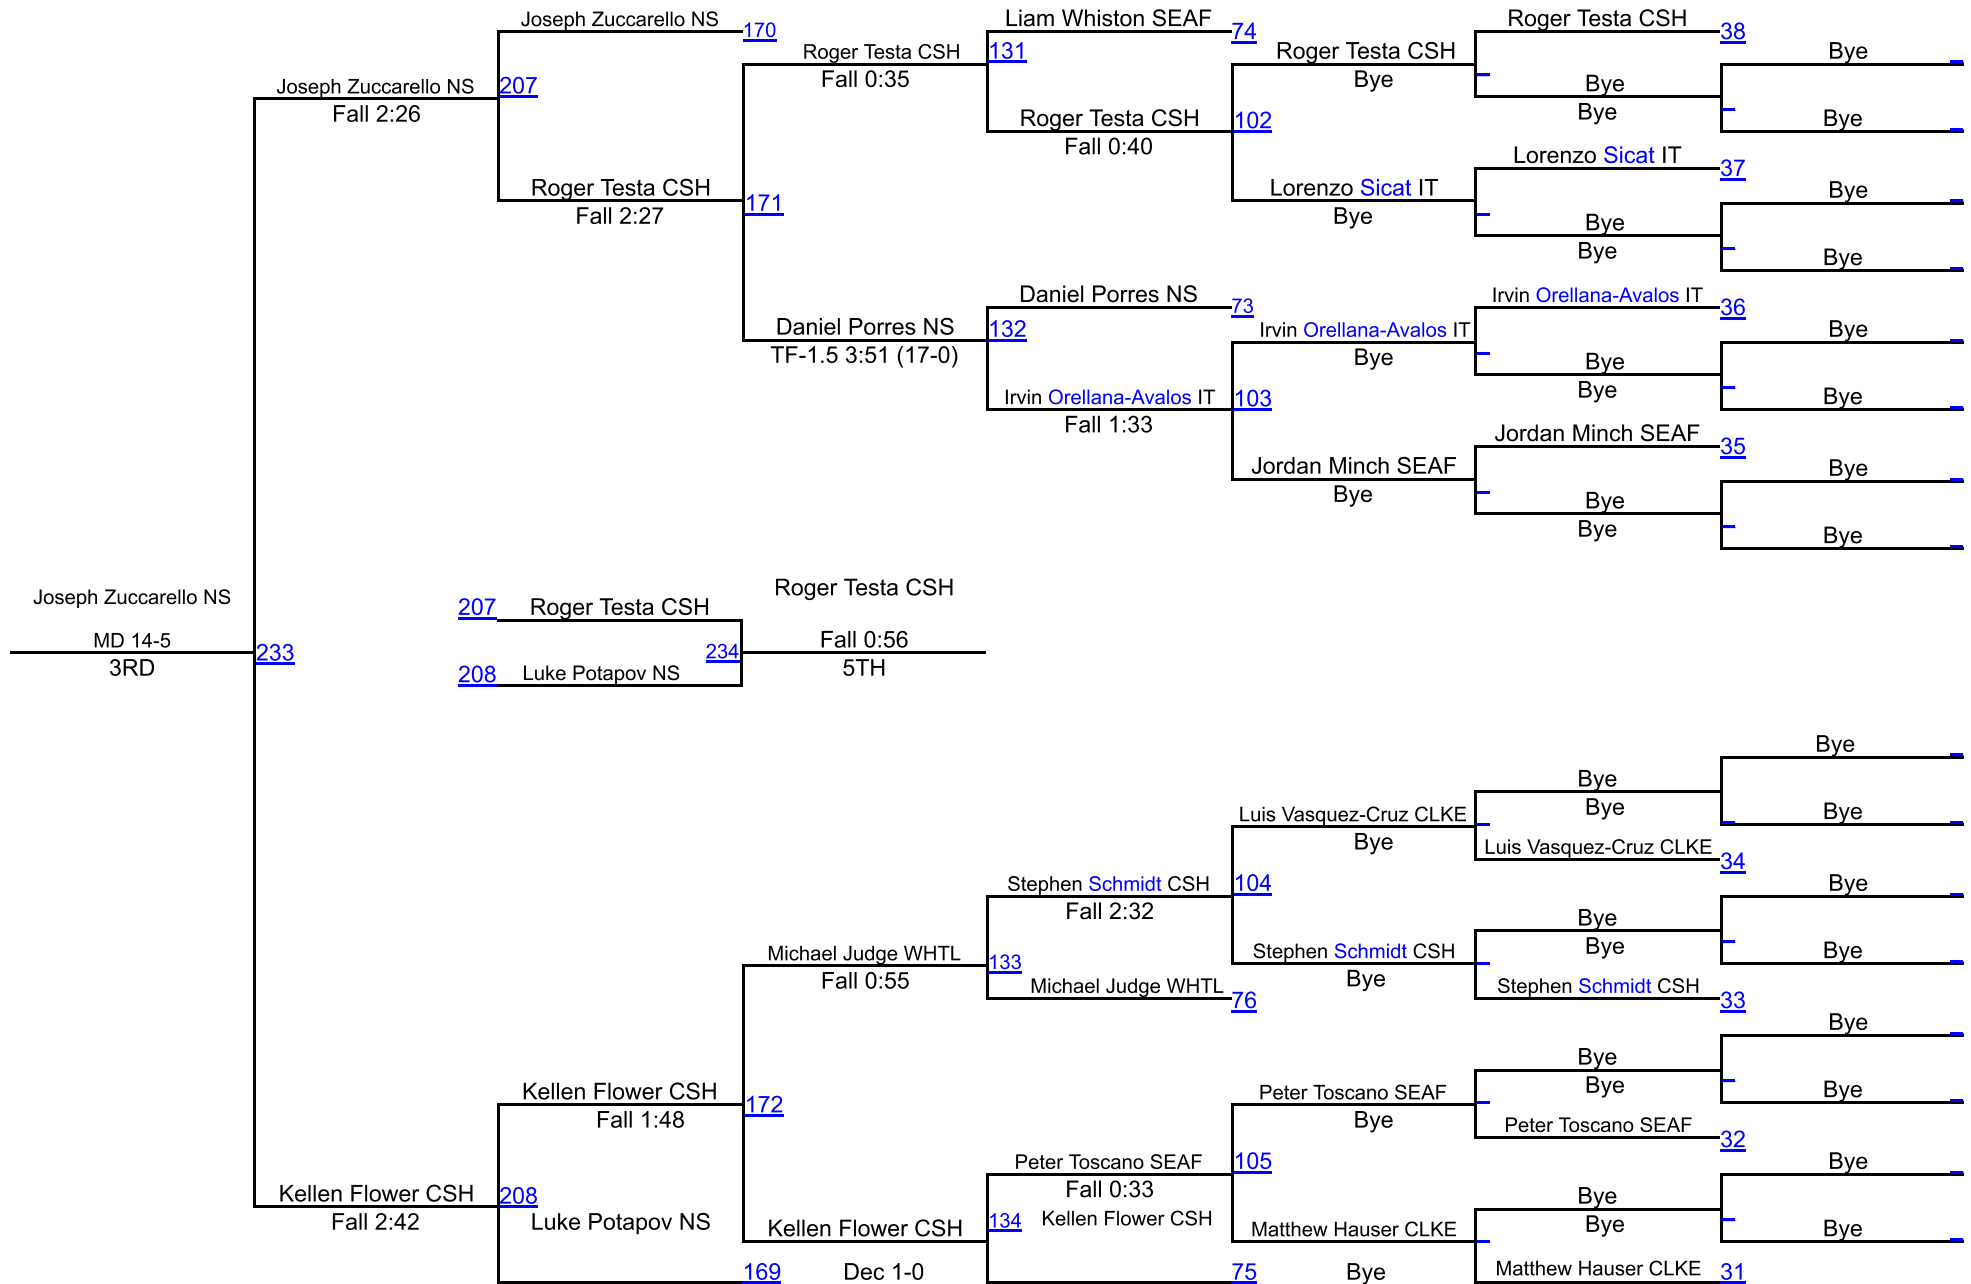 Joseph Zuccarello NS
170
Liam Whiston SEAF
74
Roger Testa CSH
38
Roger Testa CSH
Fall 0:35
131
Roger Testa CSH
Bye
Bye
Joseph Zuccarello NS
Fall 2:26
207
Bye
Bye
Roger Testa CSH
Fall 0:40
102
Bye
Lorenzo Sicat IT
37
Roger Testa CSH
Fall 2:27
171
Lorenzo Sicat IT
Bye
Bye
Bye
Bye
Bye
Daniel Porres NS
73
Irvin Orellana-Avalos IT
36
Daniel Porres NS
TF-1.5 3:51 (17-0)
132
Irvin Orellana-Avalos IT
Bye
Bye
Bye
Bye
Irvin Orellana-Avalos IT
Fall 1:33
103
Bye
Jordan Minch SEAF
35
Jordan Minch SEAF
Bye
Bye
Bye
Bye
Bye
Joseph Zuccarello NS
MD 14-5
3RD
233
207
Roger Testa CSH
208
Luke Potapov NS
234
Roger Testa CSH
Fall 0:56
5TH
Bye
Bye
Bye
Bye
Luis Vasquez-Cruz CLKE
Bye
Luis Vasquez-Cruz CLKE
34
Stephen Schmidt CSH
Fall 2:32
104
Bye
Bye
Bye
Bye
Michael Judge WHTL
Fall 0:55
133
Stephen Schmidt CSH
Bye
Michael Judge WHTL
76
Stephen Schmidt CSH
33
Bye
Bye
Bye
Bye
Kellen Flower CSH
Fall 1:48
172
Peter Toscano SEAF
Bye
Peter Toscano SEAF
32
Peter Toscano SEAF
Fall 0:33
105
Bye
Kellen Flower CSH
Fall 2:42
208
Bye
Bye
Luke Potapov NS
169
Kellen Flower CSH
Dec 1-0
134
Kellen Flower CSH
75
Matthew Hauser CLKE
Bye
Bye
Matthew Hauser CLKE
31